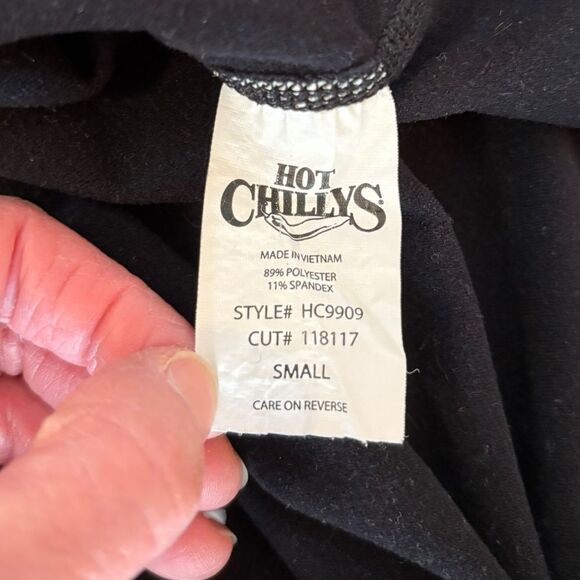 HOT
CHILLYS®
MADE IN VIETNAM
89% POLYESTER
11% SPANDEX
STYLE# HC9909
CUT# 118117
SMALL
CARE ON REVERSE